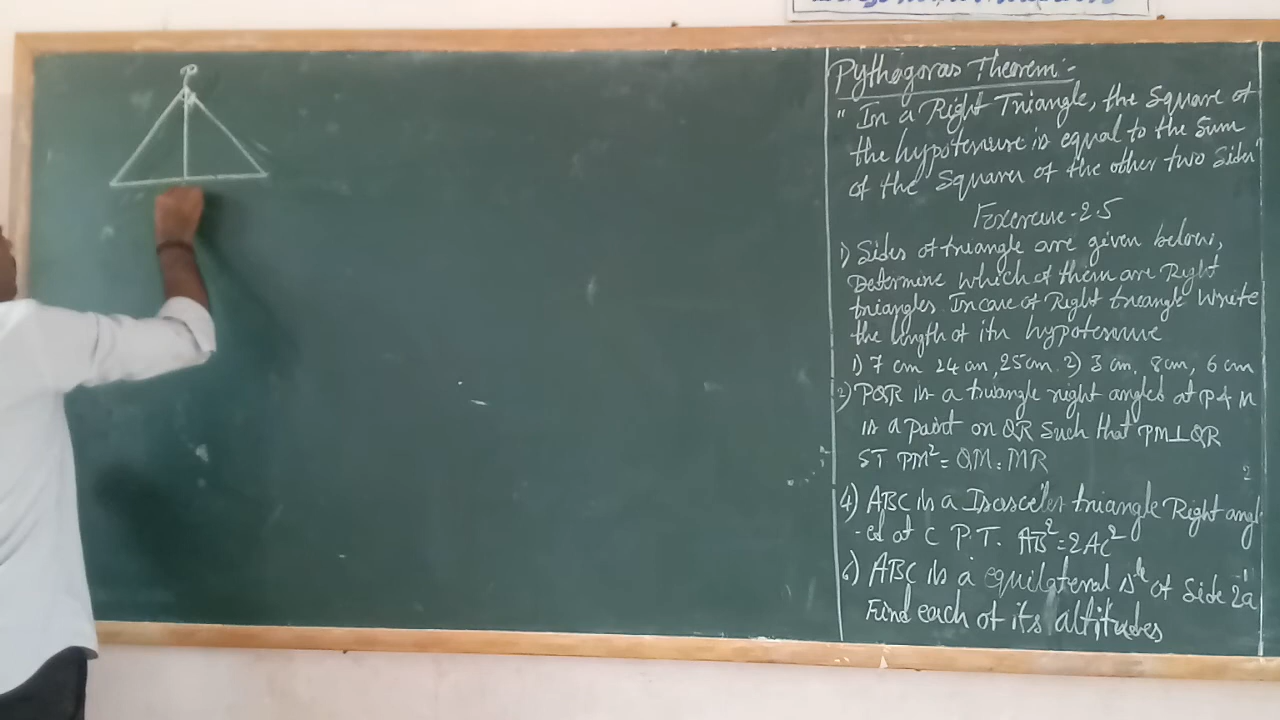 P
Pythogoras Theorem:-
" In a Right Triangle, the Square of
the hypotenuse is equal to the Sum
of the Squares of the other two Sides"
Exercise-2.5
1) Sides of triangle are given below,
Determine which of them are Right
triangles. In case of Right triangle write
the length of its hypotenuse
1) 7 cm 24 cm, 25 cm 2) 3 cm, 8 cm, 6 cm
2) PQR is a triangle right angled at P & M
is a point on QR such that PM⊥QR
ST PM² = QM . MR
2
4) ABC is a Isosceles triangle Right angl
-ed at C P.T. AB² = 2AC²
6) ABC is a equilateral Δle of side 2a
Find each of its altitudes